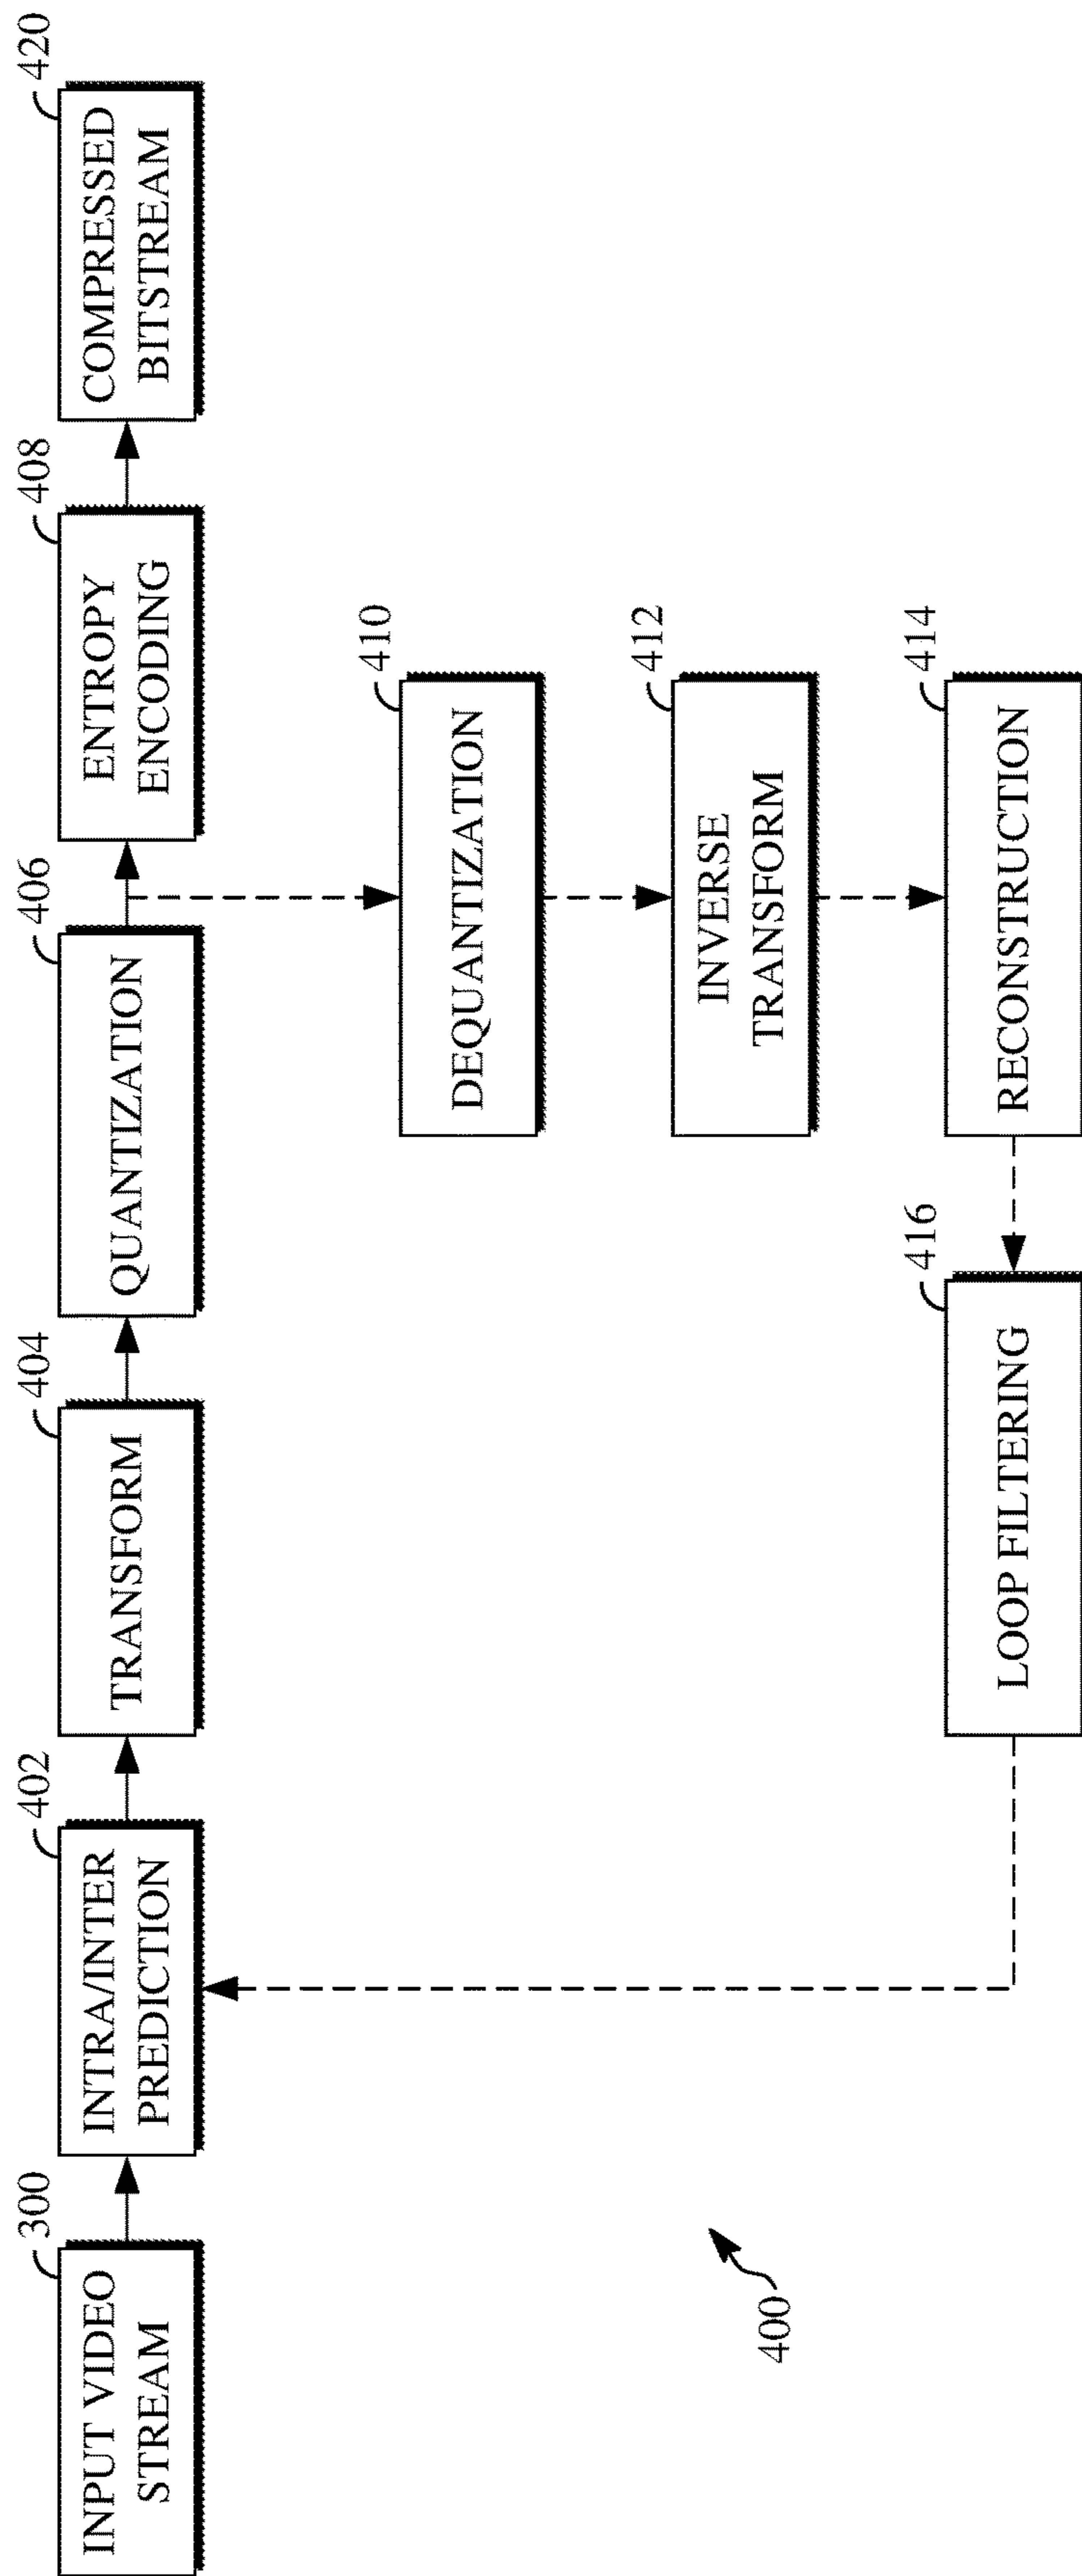 300
INPUT VIDEO
STREAM
402
INTRA/INTER
PREDICTION
404
TRANSFORM
406
QUANTIZATION
408
ENTROPY
ENCODING
420
COMPRESSED
BITSTREAM
410
DEQUANTIZATION
412
INVERSE
TRANSFORM
414
RECONSTRUCTION
416
LOOP FILTERING
400